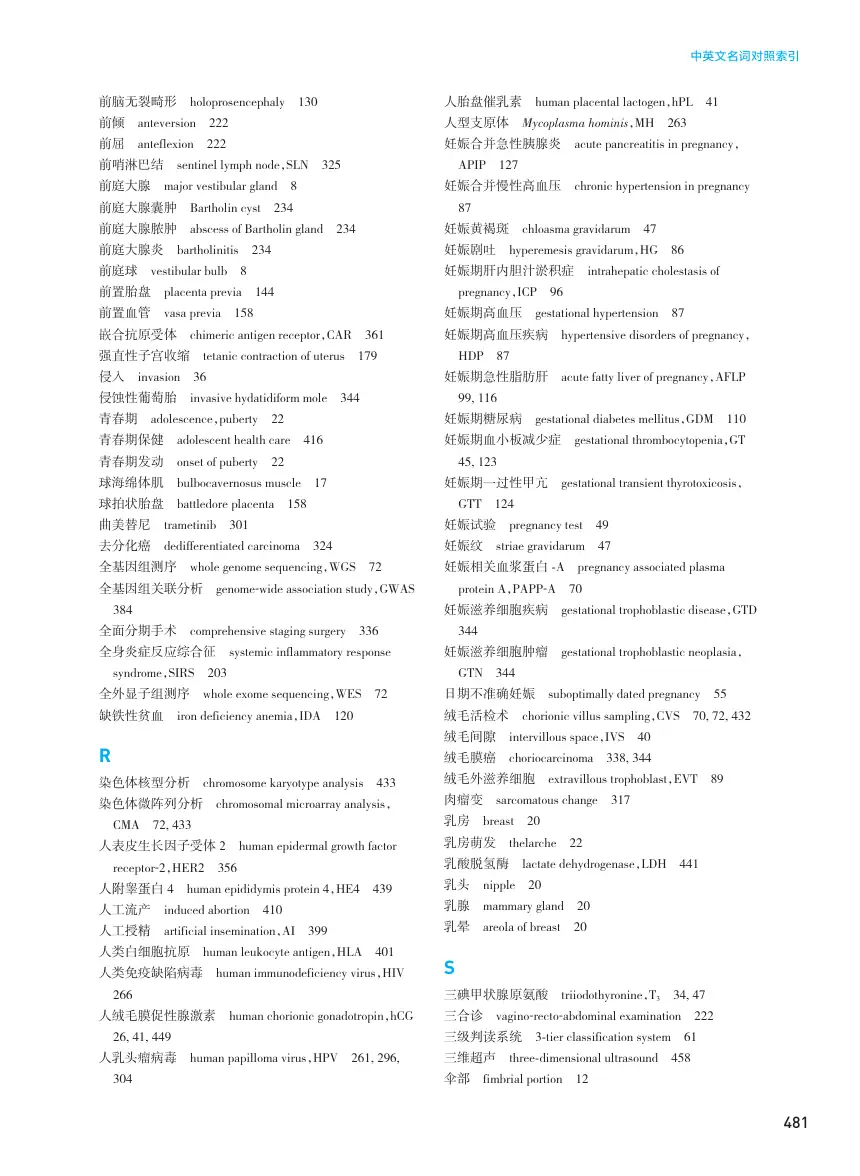 中英文名词对照索引
前脑无裂畸形 holoprosencephaly 130
前倾 anteversion 222
前屈 anteflexion 222
前哨淋巴结 sentinel lymph node,SLN 325
前庭大腺 major vestibular gland 8
前庭大腺囊肿 Bartholin cyst 234
前庭大腺脓肿 abscess of Bartholin gland 234
前庭大腺炎 bartholinitis 234
前庭球 vestibular bulb 8
前置胎盘 placenta previa 144
前置血管 vasa previa 158
嵌合抗原受体 chimeric antigen receptor,CAR 361
强直性子宫收缩 tetanic contraction of uterus 179
侵入 invasion 36
侵蚀性葡萄胎 invasive hydatidiform mole 344
青春期 adolescence,puberty 22
青春期保健 adolescent health care 416
青春期发动 onset of puberty 22
球海绵体肌 bulbocavernosus muscle 17
球拍状胎盘 battledore placenta 158
曲美替尼 trametinib 301
去分化癌 dedifferentiated carcinoma 324
全基因组测序 whole genome sequencing,WGS 72
全基因组关联分析 genome-wide association study,GWAS
384
全面分期手术 comprehensive staging surgery 336
全身炎症反应综合征 systemic inflammatory response
syndrome,SIRS 203
全外显子组测序 whole exome sequencing,WES 72
缺铁性贫血 iron deficiency anemia,IDA 120
R
染色体核型分析 chromosome karyotype analysis 433
染色体微阵列分析 chromosomal microarray analysis,
CMA 72, 433
人表皮生长因子受体 2 human epidermal growth factor
receptor-2,HER2 356
人附睾蛋白 4 human epididymis protein 4,HE4 439
人工流产 induced abortion 410
人工授精 artificial insemination,AI 399
人类白细胞抗原 human leukocyte antigen,HLA 401
人类免疫缺陷病毒 human immunodeficiency virus,HIV
266
人绒毛膜促性腺激素 human chorionic gonadotropin,hCG
26, 41, 449
人乳头瘤病毒 human papilloma virus,HPV 261, 296,
304
人胎盘催乳素 human placental lactogen,hPL 41
人型支原体 Mycoplasma hominis,MH 263
妊娠合并急性胰腺炎 acute pancreatitis in pregnancy,
APIP 127
妊娠合并慢性高血压 chronic hypertension in pregnancy
87
妊娠黄褐斑 chloasma gravidarum 47
妊娠剧吐 hyperemesis gravidarum,HG 86
妊娠期肝内胆汁淤积症 intrahepatic cholestasis of
pregnancy,ICP 96
妊娠期高血压 gestational hypertension 87
妊娠期高血压疾病 hypertensive disorders of pregnancy,
HDP 87
妊娠期急性脂肪肝 acute fatty liver of pregnancy,AFLP
99, 116
妊娠期糖尿病 gestational diabetes mellitus,GDM 110
妊娠期血小板减少症 gestational thrombocytopenia,GT
45, 123
妊娠期一过性甲亢 gestational transient thyrotoxicosis,
GTT 124
妊娠试验 pregnancy test 49
妊娠纹 striae gravidarum 47
妊娠相关血浆蛋白 -A pregnancy associated plasma
protein A,PAPP-A 70
妊娠滋养细胞疾病 gestational trophoblastic disease,GTD
344
妊娠滋养细胞肿瘤 gestational trophoblastic neoplasia,
GTN 344
日期不准确妊娠 suboptimally dated pregnancy 55
绒毛活检术 chorionic villus sampling,CVS 70, 72, 432
绒毛间隙 intervillous space,IVS 40
绒毛膜癌 choriocarcinoma 338, 344
绒毛外滋养细胞 extravillous trophoblast,EVT 89
肉瘤变 sarcomatous change 317
乳房 breast 20
乳房萌发 thelarche 22
乳酸脱氢酶 lactate dehydrogenase,LDH 441
乳头 nipple 20
乳腺 mammary gland 20
乳晕 areola of breast 20
S
三碘甲状腺原氨酸 triiodothyronine,T₃ 34, 47
三合诊 vagino-recto-abdominal examination 222
三级判读系统 3-tier classification system 61
三维超声 three-dimensional ultrasound 458
伞部 fimbrial portion 12
481